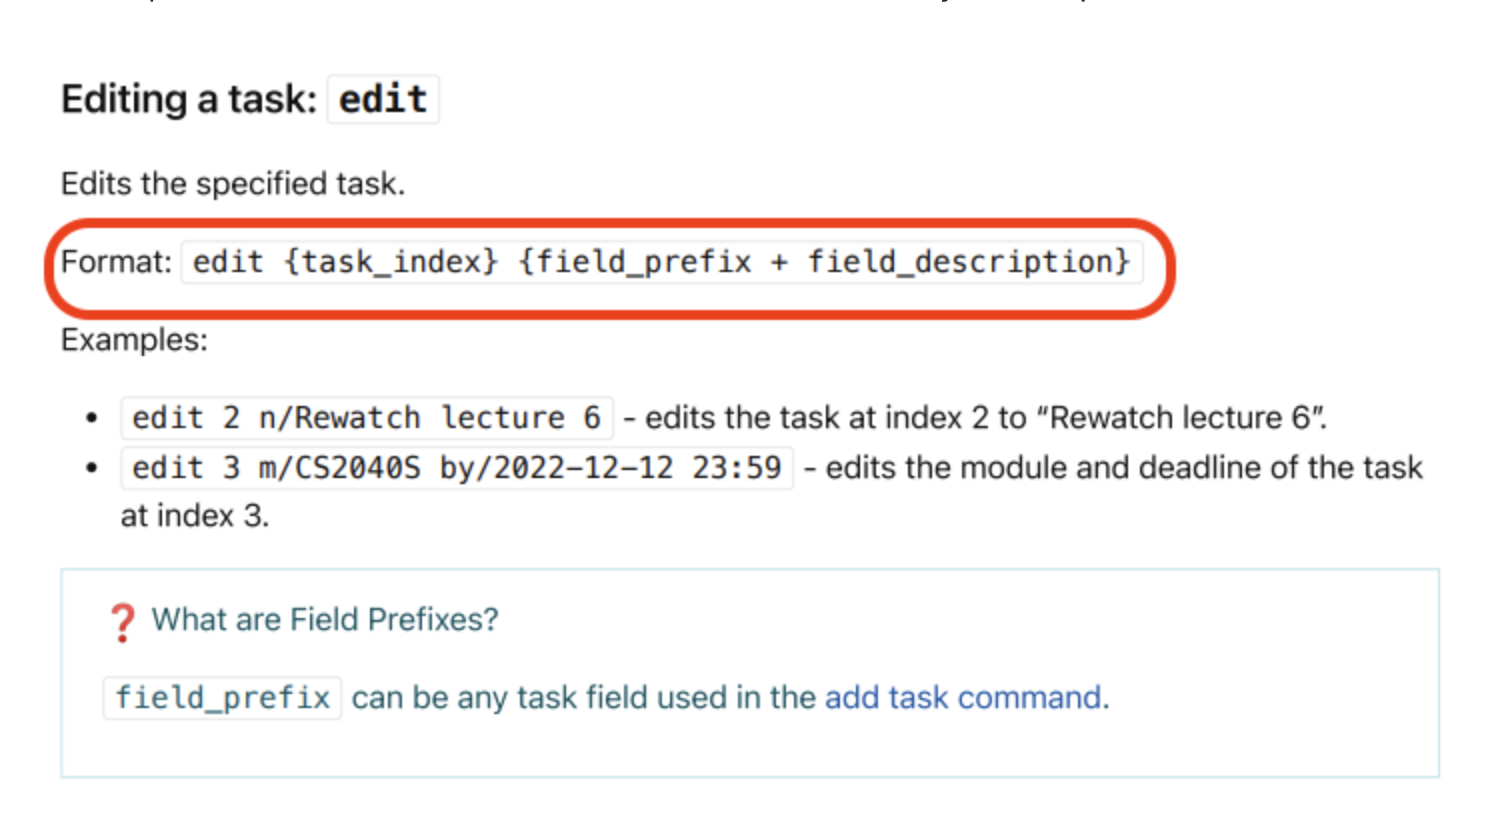 Editing a task: edit
Edits the specified task.
Format: edit {task_index} {field_prefix + field_description}
Examples:
• edit 2 n/Rewatch lecture 6 - edits the task at index 2 to “Rewatch lecture 6”.
• edit 3 m/CS2040S by/2022-12-12 23:59 - edits the module and deadline of the task
at index 3.
❓ What are Field Prefixes?
field_prefix can be any task field used in the add task command.